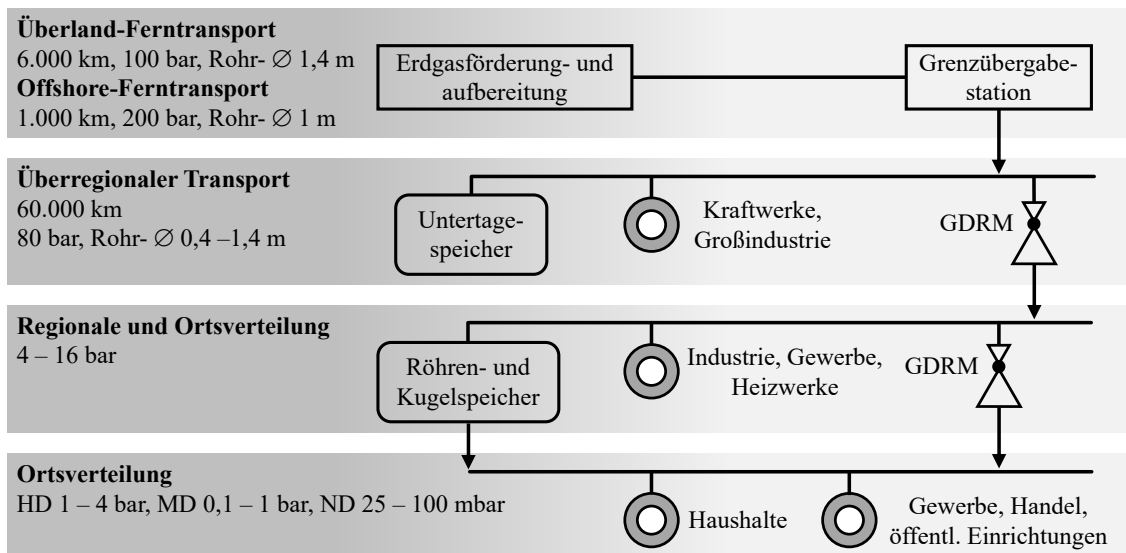 Überland-Ferntransport
6.000 km, 100 bar, Rohr- ∅ 1,4 m
Offshore-Ferntransport
1.000 km, 200 bar, Rohr- ∅ 1 m
Erdgasförderung- und
aufbereitung
Grenzübergabe-
station
Überregionaler Transport
60.000 km
80 bar, Rohr- ∅ 0,4 –1,4 m
Untertage-
speicher
Kraftwerke,
Großindustrie
GDRM
Regionale und Ortsverteilung
4 – 16 bar
Röhren- und
Kugelspeicher
Industrie, Gewerbe,
Heizwerke
GDRM
Ortsverteilung
HD 1 – 4 bar, MD 0,1 – 1 bar, ND 25 – 100 mbar
Haushalte
Gewerbe, Handel,
öffentl. Einrichtungen